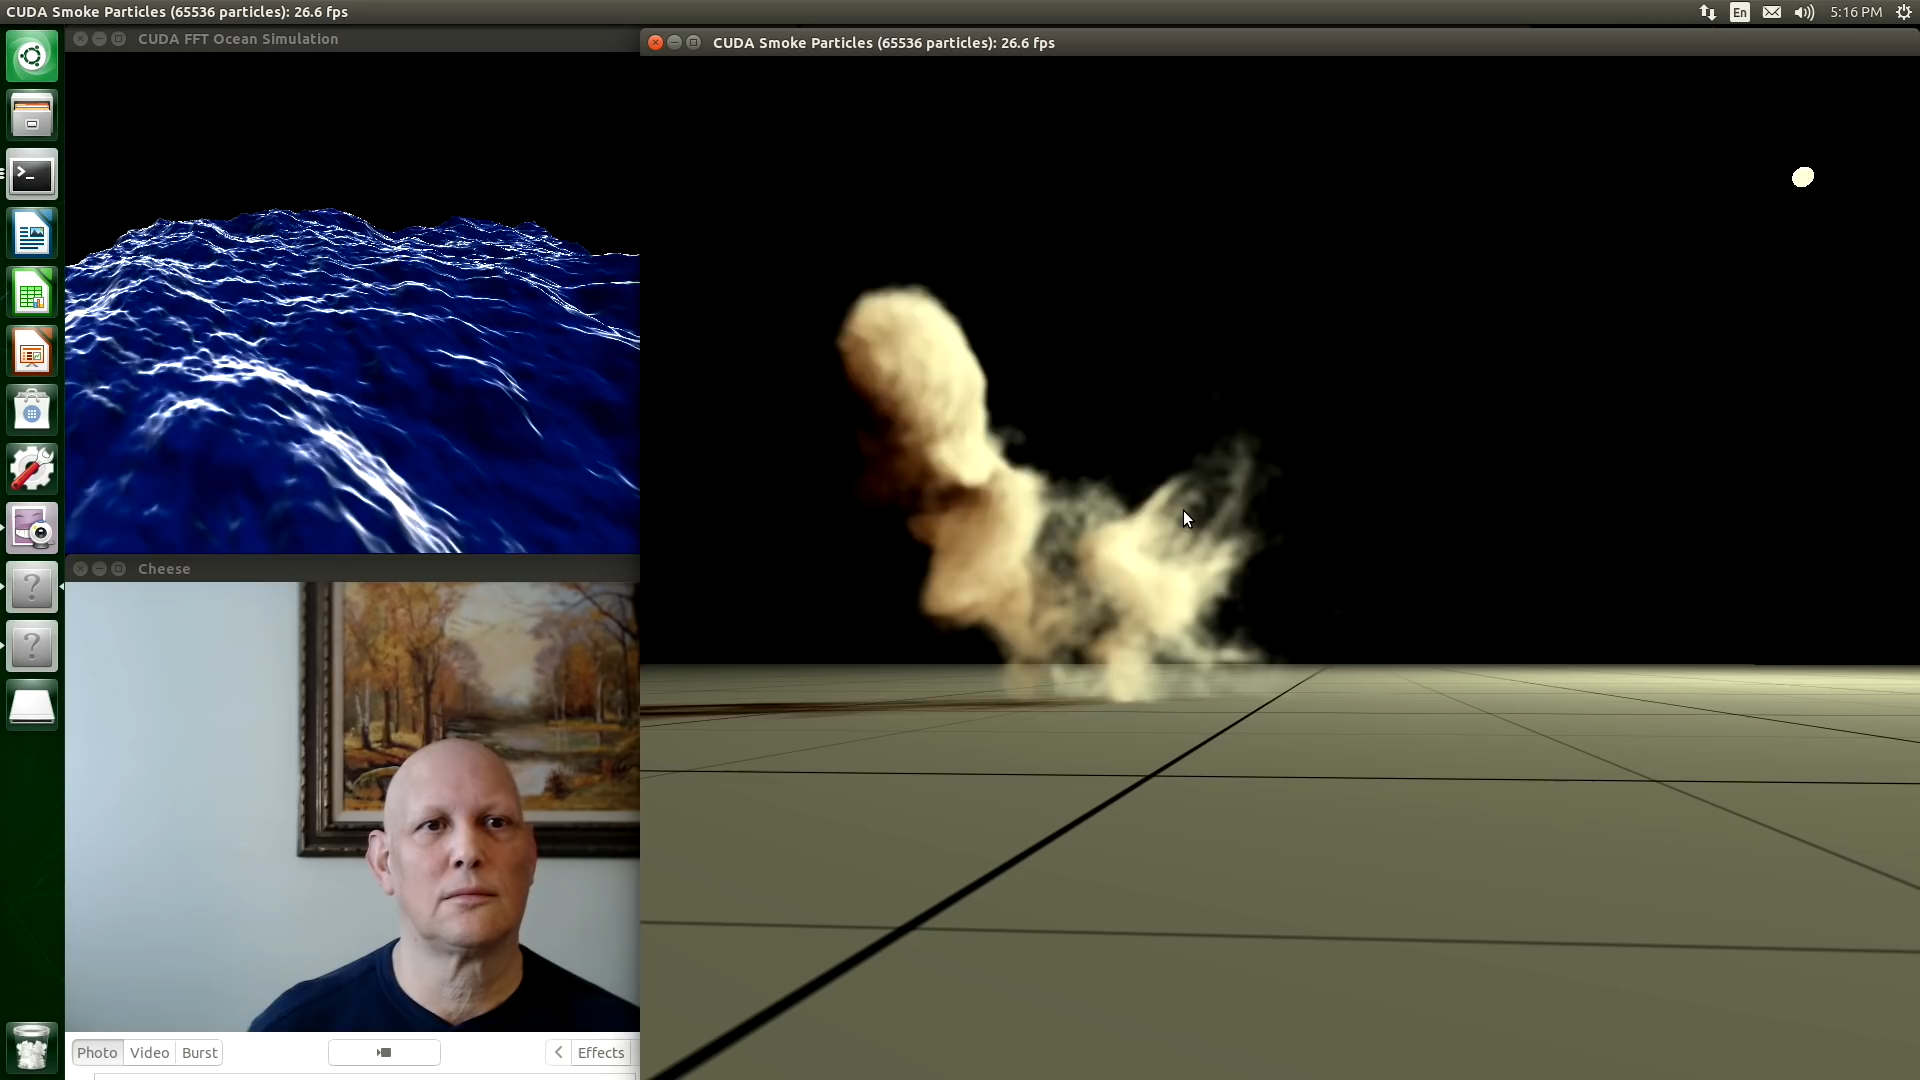 CUDA Smoke Particles (65536 particles): 26.6 fps
En
5:16 PM
CUDA FFT Ocean Simulation
CUDA Smoke Particles (65536 particles): 26.6 fps
Cheese
Photo
Video
Burst
Effects